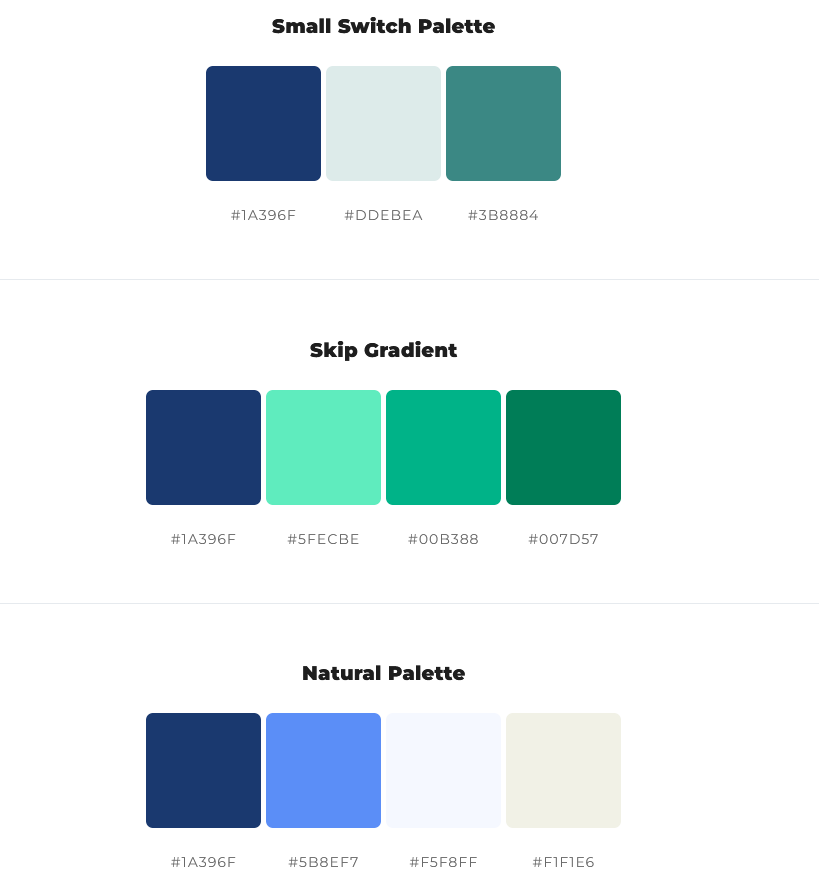 Small Switch Palette
#1A396F #DDEBEA #3B8884
Skip Gradient
#1A396F #5FECBE #00B388 #007D57
Natural Palette
#1A396F #5B8EF7 #F5F8FF #F1F1E6